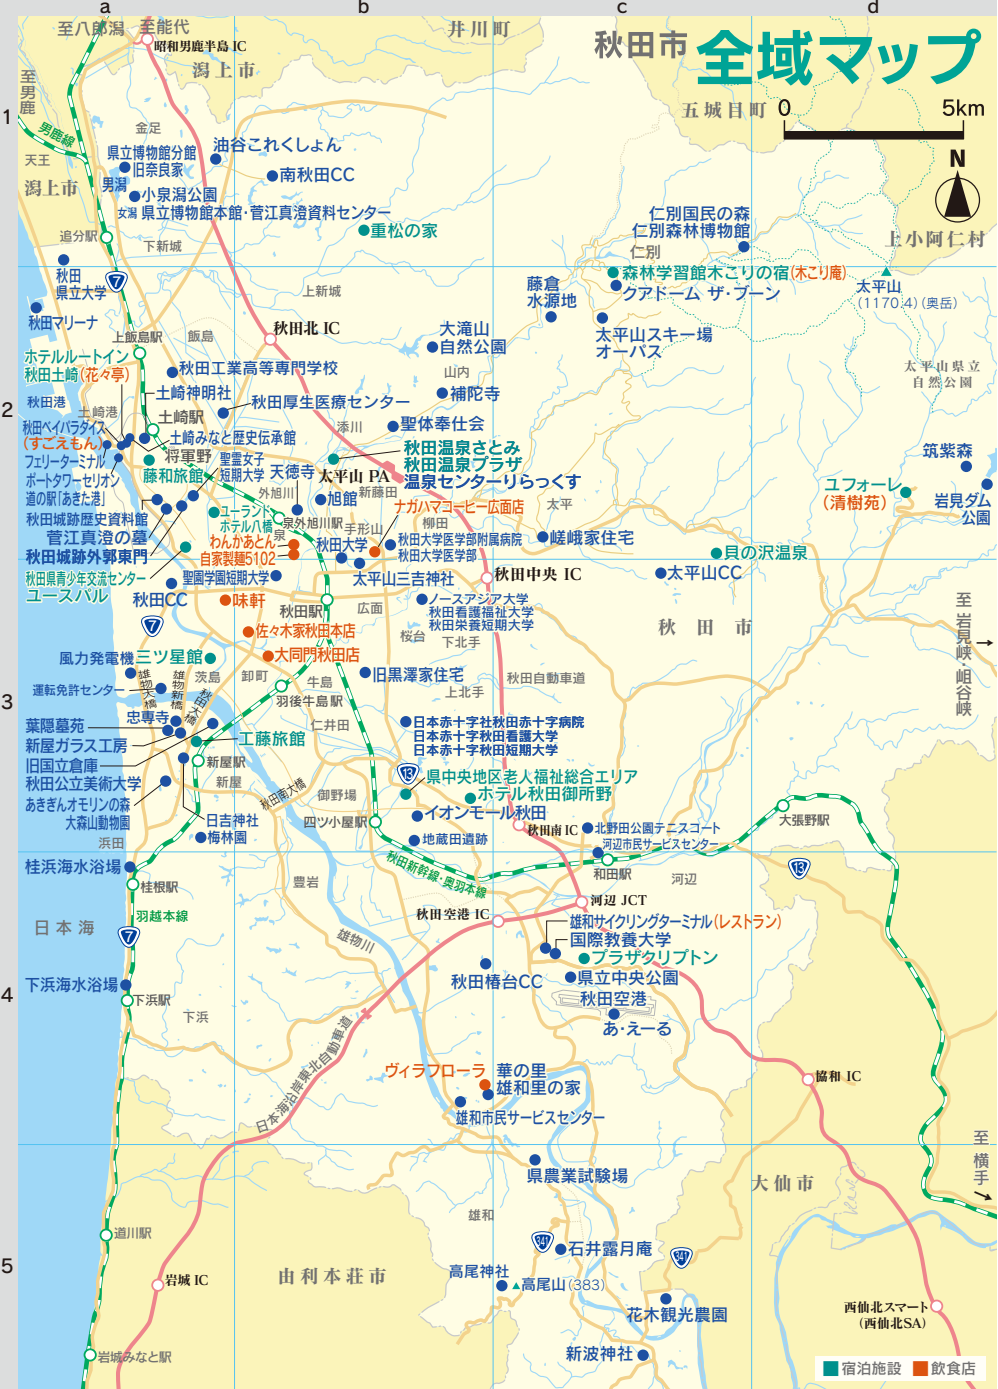 a
b
c
d
1
2
3
4
5
秋田市 全域マップ
0 5km
N
至八郎潟
至能代
昭和男鹿半島 IC
潟上市
井川町
五城目町
至男鹿
男鹿線
天王
潟上市
金足
県立博物館分館
旧奈良家
男潟
小泉潟公園
女潟
県立博物館本館・菅江真澄資料センター
油谷これくしょん
南秋田CC
重松の家
追分駅
下新城
仁別国民の森
仁別森林博物館
仁別
上小阿仁村
秋田
県立大学
7
秋田マリーナ
上新城
森林学習館木こりの宿(木こり庵)
クアドーム ザ・ブーン
藤倉
水源地
太平山スキー場
オーパス
太平山
(1170.4)(奥岳)
太平山県立
自然公園
上飯島駅
飯島
秋田北 IC
大滝山
自然公園
山内
ホテルルートイン
秋田土崎(花々亭)
秋田工業高等専門学校
土崎神明社
秋田厚生医療センター
補陀寺
秋田港
土崎港
土崎駅
添川
聖体奉仕会
秋田ベイパラダイス
(すごえもん)
土崎みなと歴史伝承館
フェリーターミナル
ポートタワーセリオン
道の駅「あきた港」
将軍野
藤和旅館
聖霊女子
短期大学
天徳寺
太平山 PA
秋田温泉さとみ
秋田温泉プラザ
温泉センターりらっくす
外旭川
旭館
新藤田
ナガハマコーヒー広面店
太平
筑紫森
ユフォーレ
(清樹苑)
岩見ダム
公園
秋田城跡歴史資料館
菅江真澄の墓
秋田城跡外郭東門
ユーランド
ホテル八橋
泉外旭川駅
泉
手形山
柳田
秋田大学
秋田大学医学部附属病院
秋田大学医学部
嵯峨家住宅
貝の沢温泉
わんかあとん
自家製麺5102
秋田県青少年交流センター
ユースパル
聖園学園短期大学
太平山三吉神社
秋田中央 IC
太平山CC
秋田CC
味軒
秋田駅
広面
ノースアジア大学
秋田看護福祉大学
秋田栄養短期大学
桜台
下北手
秋田市
至岩見峡・岨谷峡
7
佐々木家秋田本店
大同門秋田店
風力発電機
三ツ星館
運転免許センター
雄物大橋
雄物新橋
秋田大橋
茨島
卸町
牛島
旧黒澤家住宅
上北手
秋田自動車道
羽後牛島駅
忠専寺
葉隠墓苑
新屋ガラス工房
旧国立倉庫
工藤旅館
仁井田
日本赤十字社秋田赤十字病院
日本赤十字秋田看護大学
日本赤十字秋田短期大学
新屋駅
新屋
秋田公立美術大学
あきぎんオモリンの森
大森山動物園
日吉神社
梅林園
秋田南大橋
御野場
13
県中央地区老人福祉総合エリア
ホテル秋田御所野
イオンモール秋田
四ツ小屋駅
地蔵田遺跡
秋田南 IC
北野田公園テニスコート
河辺市民サービスセンター
大張野駅
浜田
桂浜海水浴場
桂根駅
羽越本線
豊岩
秋田新幹線・奥羽本線
和田駅
河辺
13
河辺 JCT
秋田空港 IC
日本海
7
雄物川
雄和サイクリングターミナル(レストラン)
国際教養大学
プラザクリプトン
秋田椿台CC
県立中央公園
秋田空港
あ・えーる
下浜海水浴場
下浜駅
下浜
日本海沿岸東北自動車道
ヴィラフローラ
華の里
雄和里の家
雄和市民サービスセンター
協和 IC
至横手
県農業試験場
大仙市
雄和
341
石井露月庵
341
高尾神社
高尾山(383)
花木観光農園
新波神社
道川駅
岩城 IC
由利本荘市
岩城みなと駅
西仙北スマート
(西仙北SA)
宿泊施設
飲食店